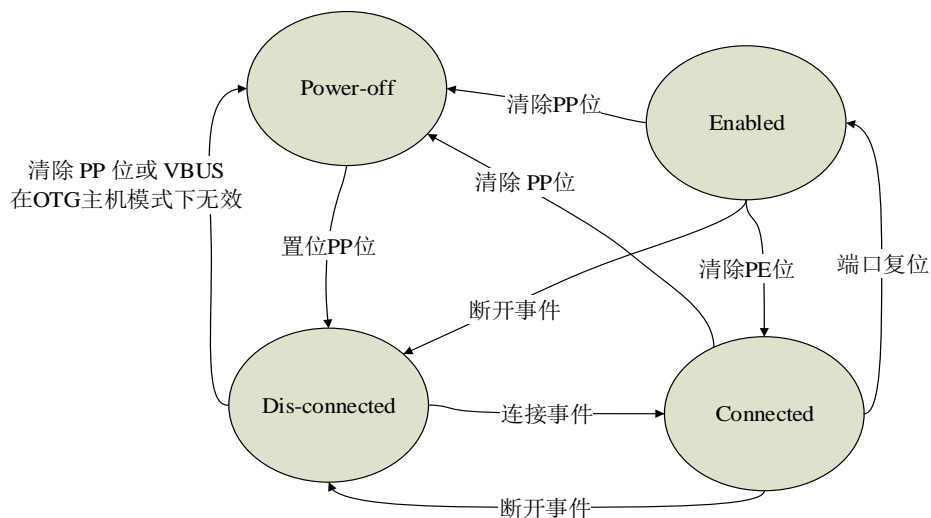 Power-off
Enabled
清除PP位
清除 PP 位或 VBUS
在OTG主机模式下无效
清除 PP位
置位PP位
清除PE位
端口复位
断开事件
Dis-connected
连接事件
Connected
断开事件